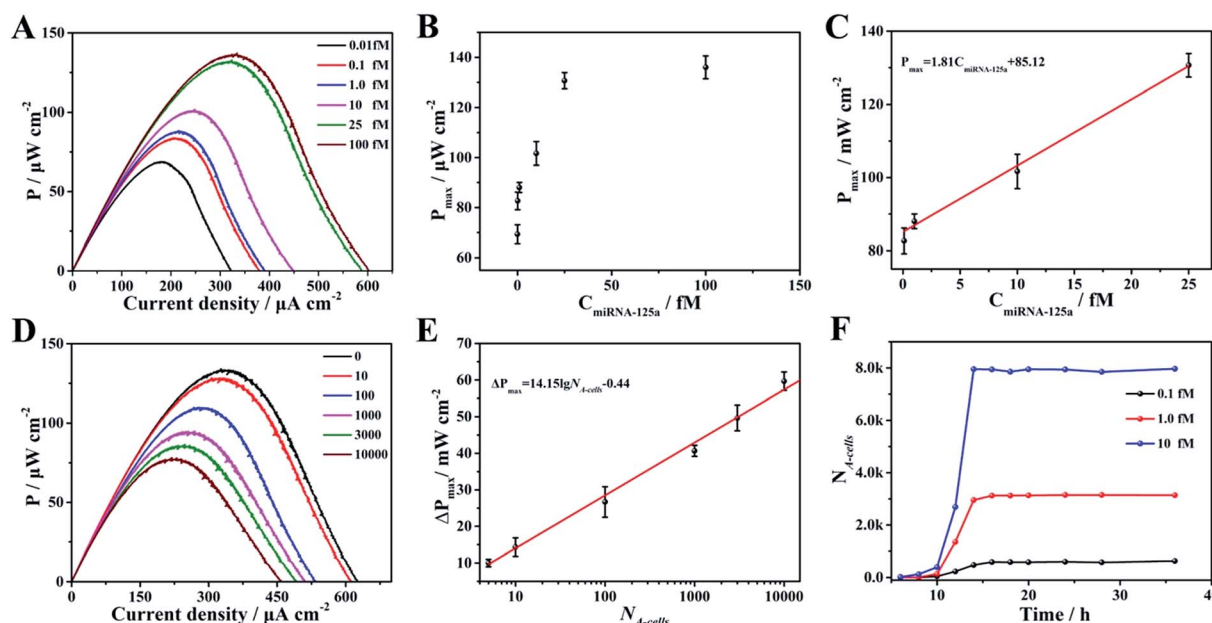 A
P / μW cm-2
150
100
50
0
0 100 200 300 400 500 600
Current density / μA cm-2
0.01fM
0.1 fM
1.0 fM
10 fM
25 fM
100 fM
B
Pmax / μW cm-2
140
120
100
80
60
0 50 100 150
CmiRNA-125a / fM
C
Pmax=1.81CmiRNA-125a+85.12
Pmax / mW cm-2
140
120
100
80
0 5 10 15 20 25
CmiRNA-125a / fM
D
P / μW cm-2
150
100
50
0
0 150 300 450 600
Current density / μA cm-2
0
10
100
1000
3000
10000
E
ΔPmax=14.15lgNA-cells-0.44
ΔPmax / mW cm-2
70
60
50
40
30
20
10
10 100 1000 10000
NA-cells
F
NA-cells
8.0k
6.0k
4.0k
2.0k
0.0
10 20 30 4
Time / h
0.1 fM
1.0 fM
10 fM